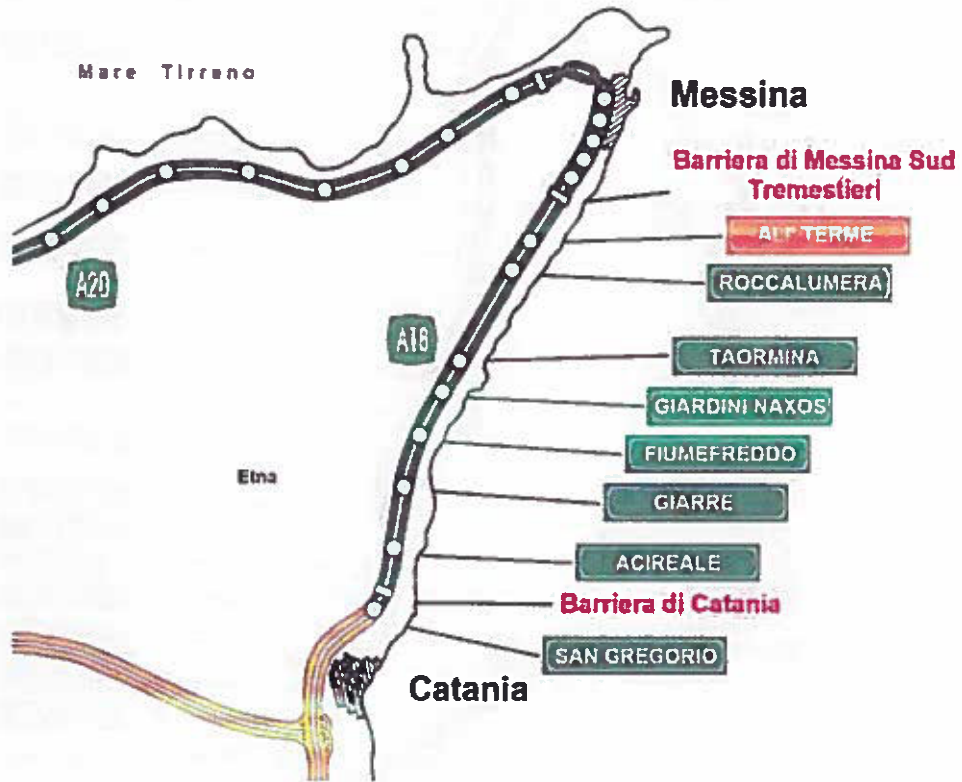 Mare Tirreno
Messina
Barriera di Messina Sud
Tremestieri
TERME
ROCCALUMERA
A20
A18
TAORMINA
GIARDINI NAXOS
FIUMEFREDDO
Etna
GIARRE
ACIREALE
Barriera di Catania
SAN GREGORIO
Catania